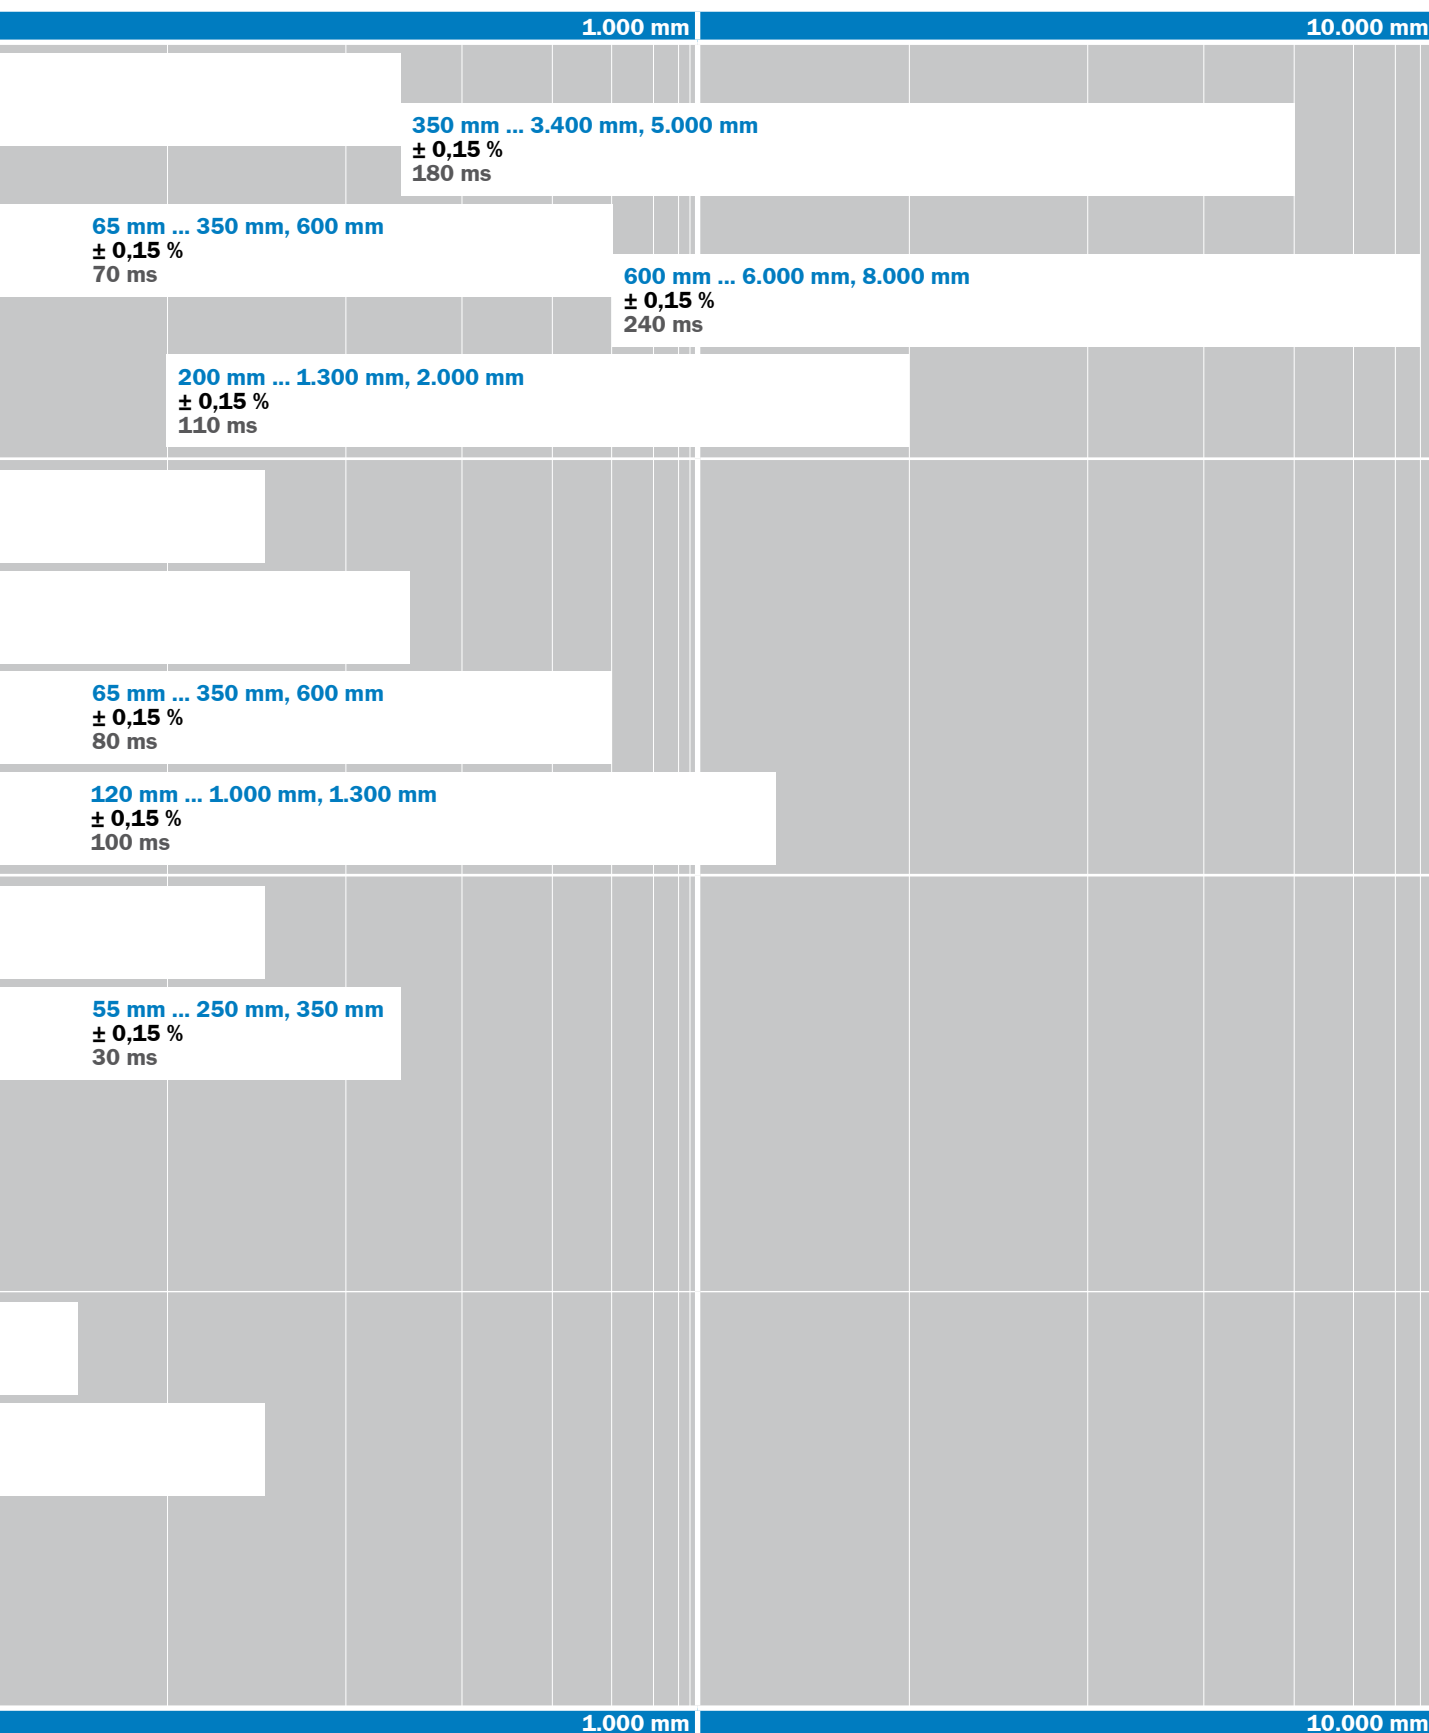 1.000 mm 10.000 mm
350 mm ... 3.400 mm, 5.000 mm
± 0,15 %
180 ms
65 mm ... 350 mm, 600 mm
± 0,15 %
70 ms
600 mm ... 6.000 mm, 8.000 mm
± 0,15 %
240 ms
200 mm ... 1.300 mm, 2.000 mm
± 0,15 %
110 ms
65 mm ... 350 mm, 600 mm
± 0,15 %
80 ms
120 mm ... 1.000 mm, 1.300 mm
± 0,15 %
100 ms
55 mm ... 250 mm, 350 mm
± 0,15 %
30 ms
1.000 mm 10.000 mm